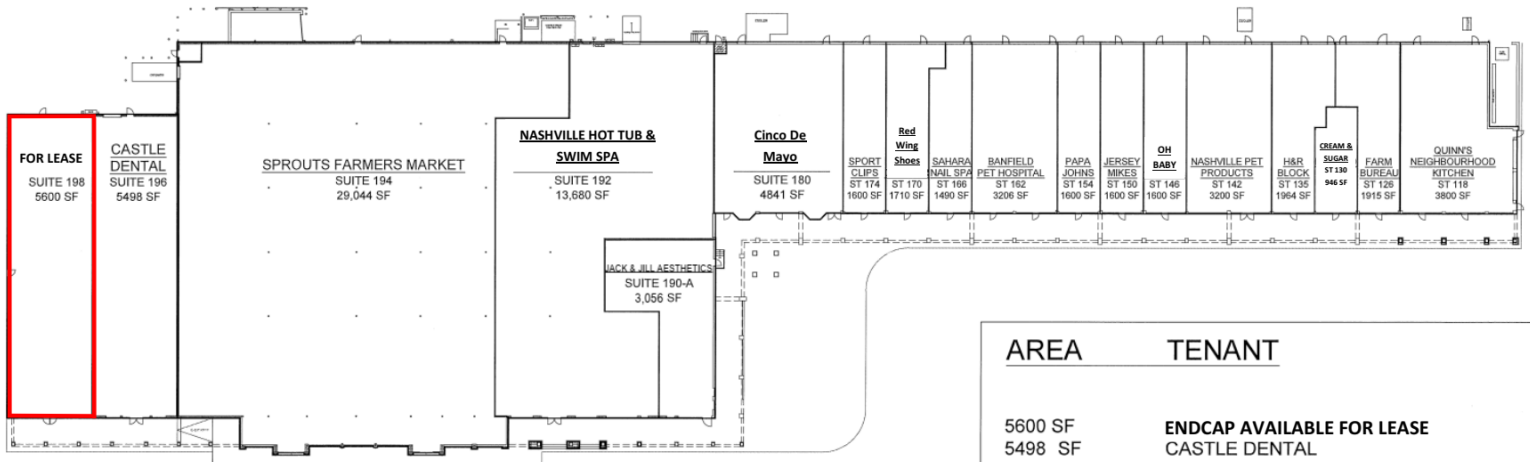 FOR LEASE
SUITE 198
5600 SF
CASTLE
DENTAL
SUITE 196
5498 SF
SPROUTS FARMERS MARKET
SUITE 194
29,044 SF
NASHVILLE HOT TUB &
SWIM SPA
SUITE 192
13,680 SF
JACK & JILL AESTHETICS
SUITE 190-A
3,056 SF
Cinco De
Mayo
SUITE 180
4841 SF
SPORT
CLIPS
ST 174
1600 SF
Red
Wing
Shoes
ST 170
1710 SF
SAHARA
NAIL SPA
ST 166
1490 SF
BANFIELD
PET HOSPITAL
ST 162
3206 SF
PAPA
JOHNS
ST 154
1600 SF
JERSEY
MIKES
ST 150
1600 SF
OH
BABY
ST 146
1600 SF
NASHVILLE PET
PRODUCTS
ST 142
3200 SF
H&R
BLOCK
ST 135
1964 SF
CREAM &
SUGAR
ST 130
946 SF
FARM
BUREAU
ST 126
1915 SF
QUINN'S
NEIGHBOURHOOD
KITCHEN
ST 118
3800 SF
AREA TENANT
5600 SF ENDCAP AVAILABLE FOR LEASE
5498 SF CASTLE DENTAL